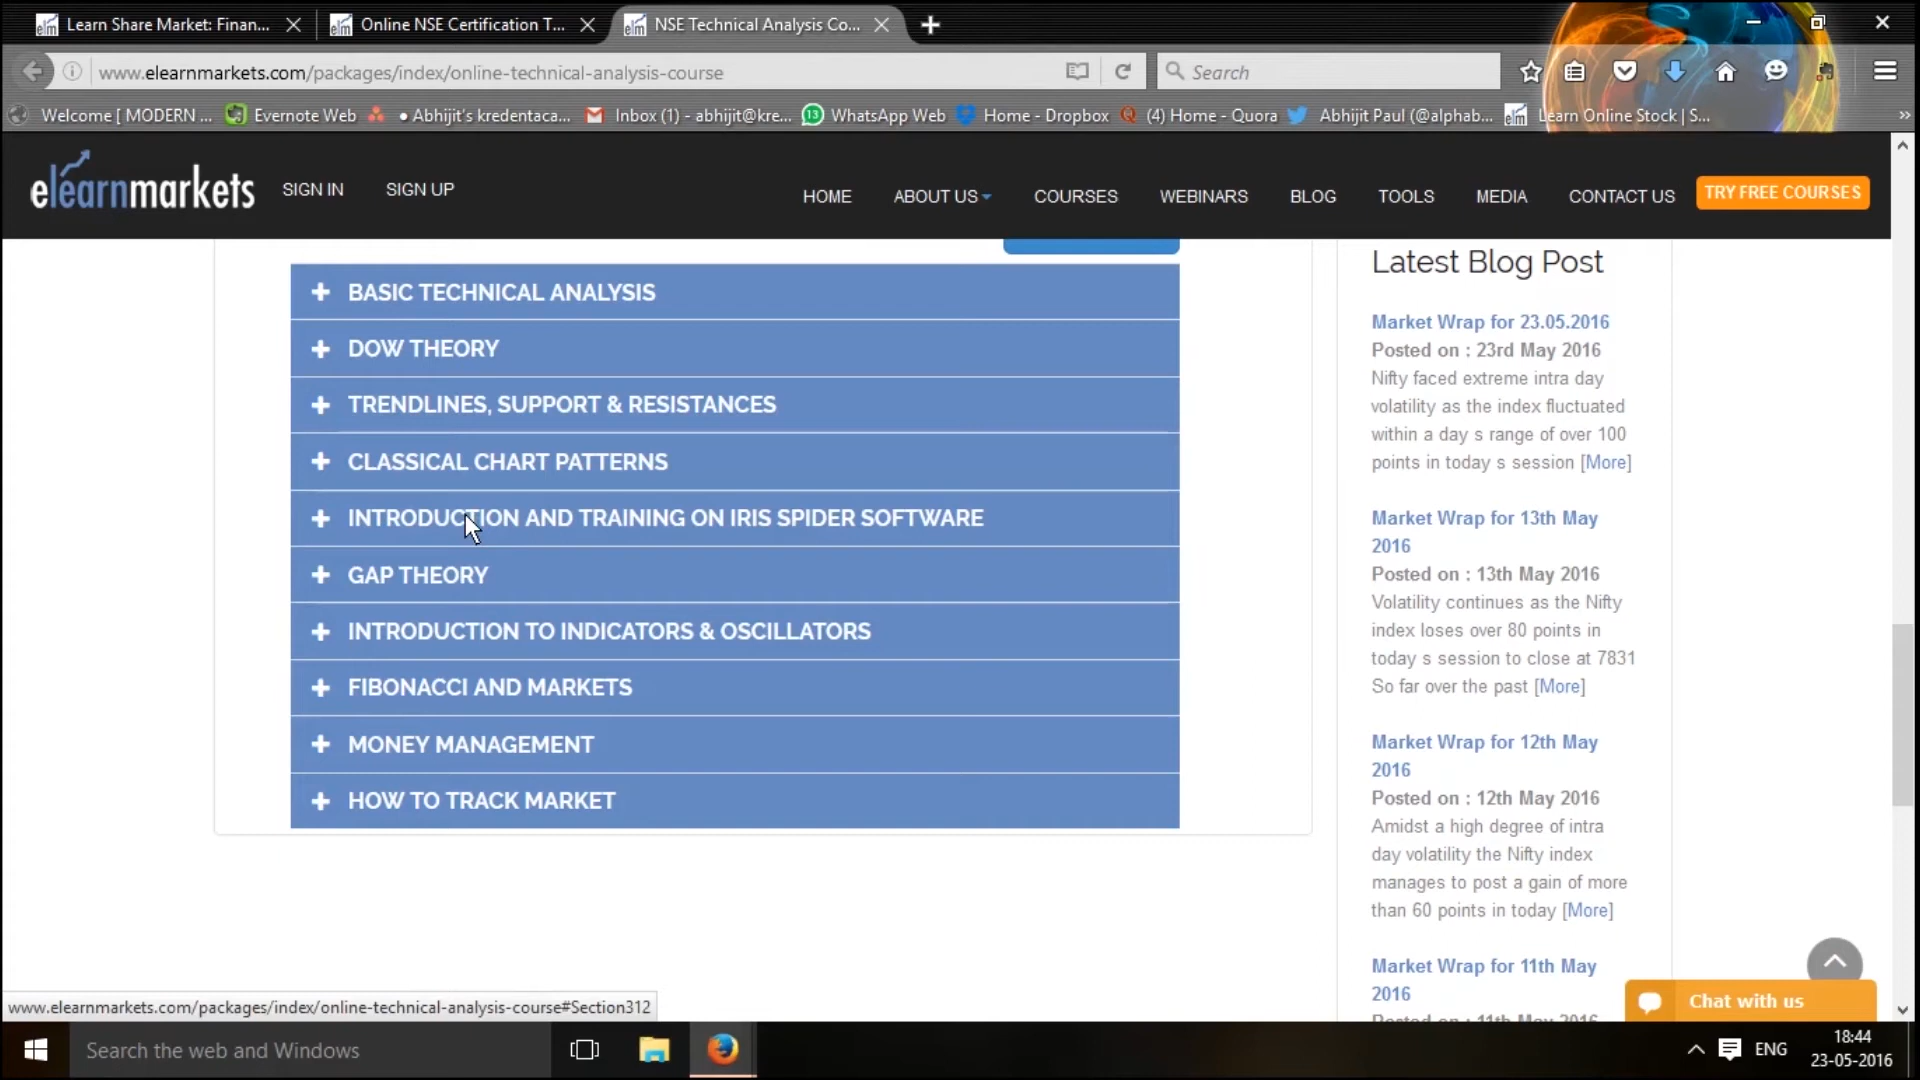 Learn Share Market: Finan...
Online NSE Certification T...
NSE Technical Analysis Co...
www.elearnmarkets.com/packages/index/online-technical-analysis-course
Search
Welcome [ MODERN ...
Evernote Web
● Abhijit's kredentaca...
Inbox (1) - abhijit@kre...
13
WhatsApp Web
Home - Dropbox
(4) Home - Quora
Abhijit Paul (@alphab...
elm
Learn Online Stock | S...
elearnmarkets
SIGN IN
SIGN UP
HOME
ABOUT US
COURSES
WEBINARS
BLOG
TOOLS
MEDIA
CONTACT US
TRY FREE COURSES
BASIC TECHNICAL ANALYSIS
DOW THEORY
TRENDLINES, SUPPORT & RESISTANCES
CLASSICAL CHART PATTERNS
INTRODUCTION AND TRAINING ON IRIS SPIDER SOFTWARE
GAP THEORY
INTRODUCTION TO INDICATORS & OSCILLATORS
FIBONACCI AND MARKETS
MONEY MANAGEMENT
HOW TO TRACK MARKET
Latest Blog Post
Market Wrap for 23.05.2016
Posted on : 23rd May 2016
Nifty faced extreme intra day
volatility as the index fluctuated
within a day s range of over 100
points in today s session [More]
Market Wrap for 13th May
2016
Posted on : 13th May 2016
Volatility continues as the Nifty
index loses over 80 points in
today s session to close at 7831
So far over the past [More]
Market Wrap for 12th May
2016
Posted on : 12th May 2016
Amidst a high degree of intra
day volatility the Nifty index
manages to post a gain of more
than 60 points in today [More]
Market Wrap for 11th May
2016
Posted on : 11th May 2016
Chat with us
www.elearnmarkets.com/packages/index/online-technical-analysis-course#Section312
Search the web and Windows
ENG
18:44
23-05-2016